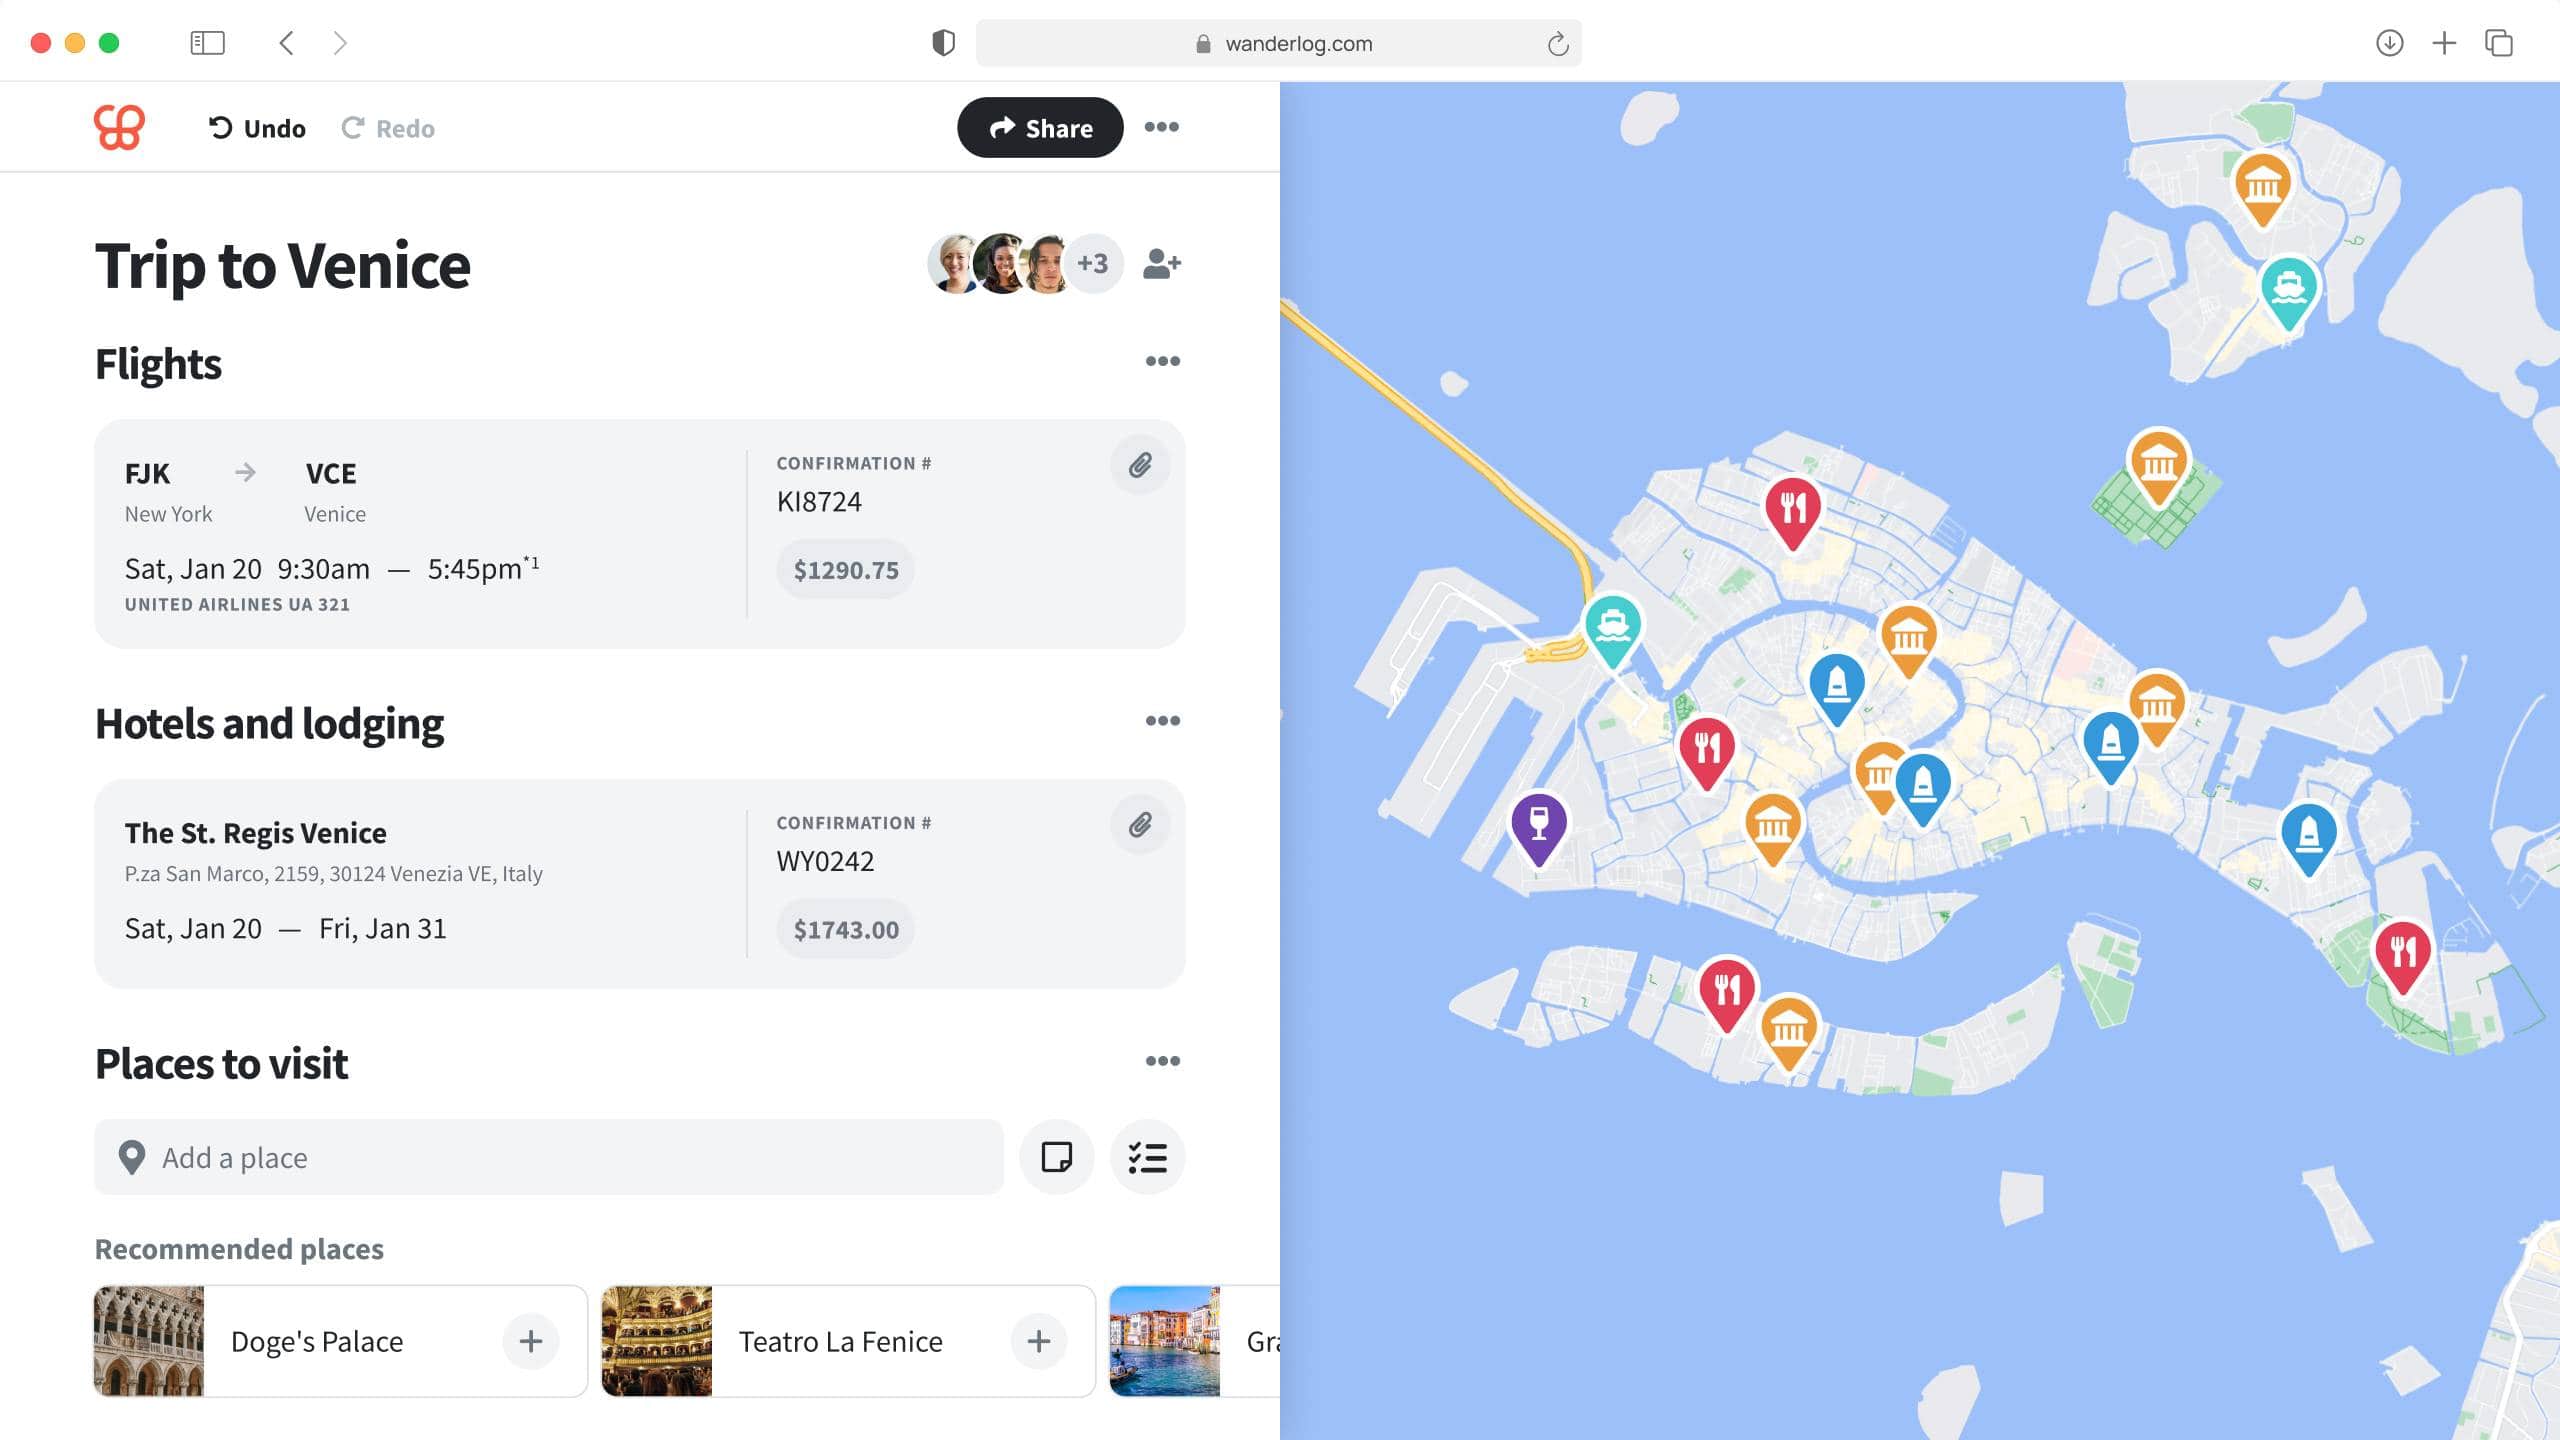 wanderlog.com
Undo Redo Share
Trip to Venice
+3
Flights
FJK VCE
New York Venice
Sat, Jan 20 9:30am — 5:45pm*1
UNITED AIRLINES UA 321
CONFIRMATION #
KI8724
$1290.75
Hotels and lodging
The St. Regis Venice
P.za San Marco, 2159, 30124 Venezia VE, Italy
Sat, Jan 20 — Fri, Jan 31
CONFIRMATION #
WY0242
$1743.00
Places to visit
Add a place
Recommended places
Doge's Palace
Teatro La Fenice